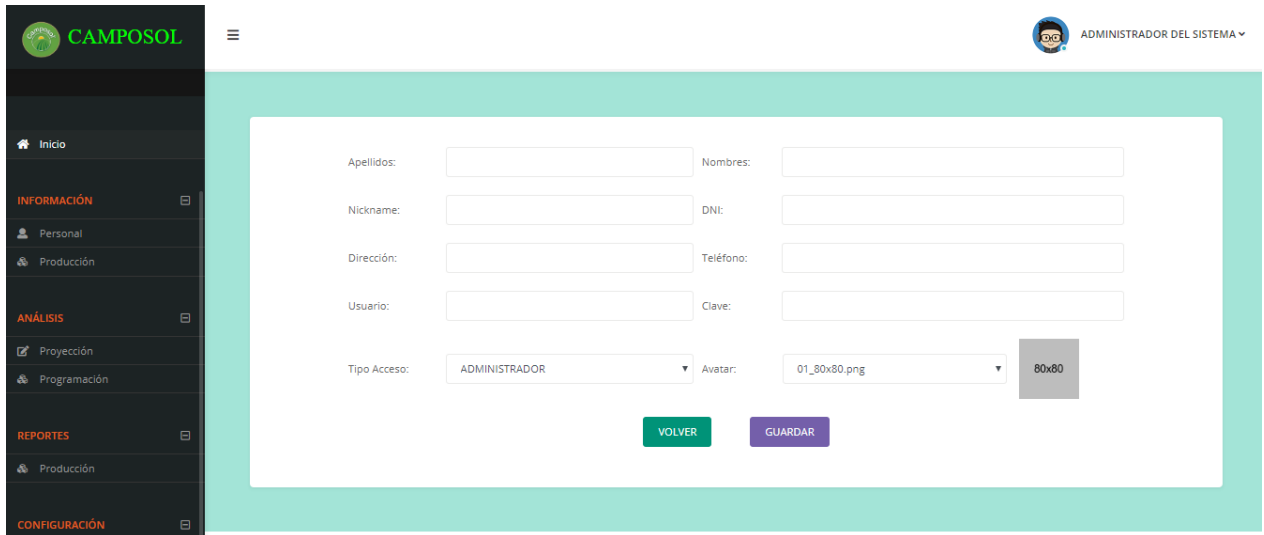 CAMPOSOL
ADMINISTRADOR DEL SISTEMA
Inicio
INFORMACIÓN
Personal
Producción
ANÁLISIS
Proyección
Programación
REPORTES
Producción
CONFIGURACIÓN
Apellidos:
Nombres:
Nickname:
DNI:
Dirección:
Teléfono:
Usuario:
Clave:
Tipo Acceso:
ADMINISTRADOR
Avatar:
01_80x80.png
80x80
VOLVER
GUARDAR